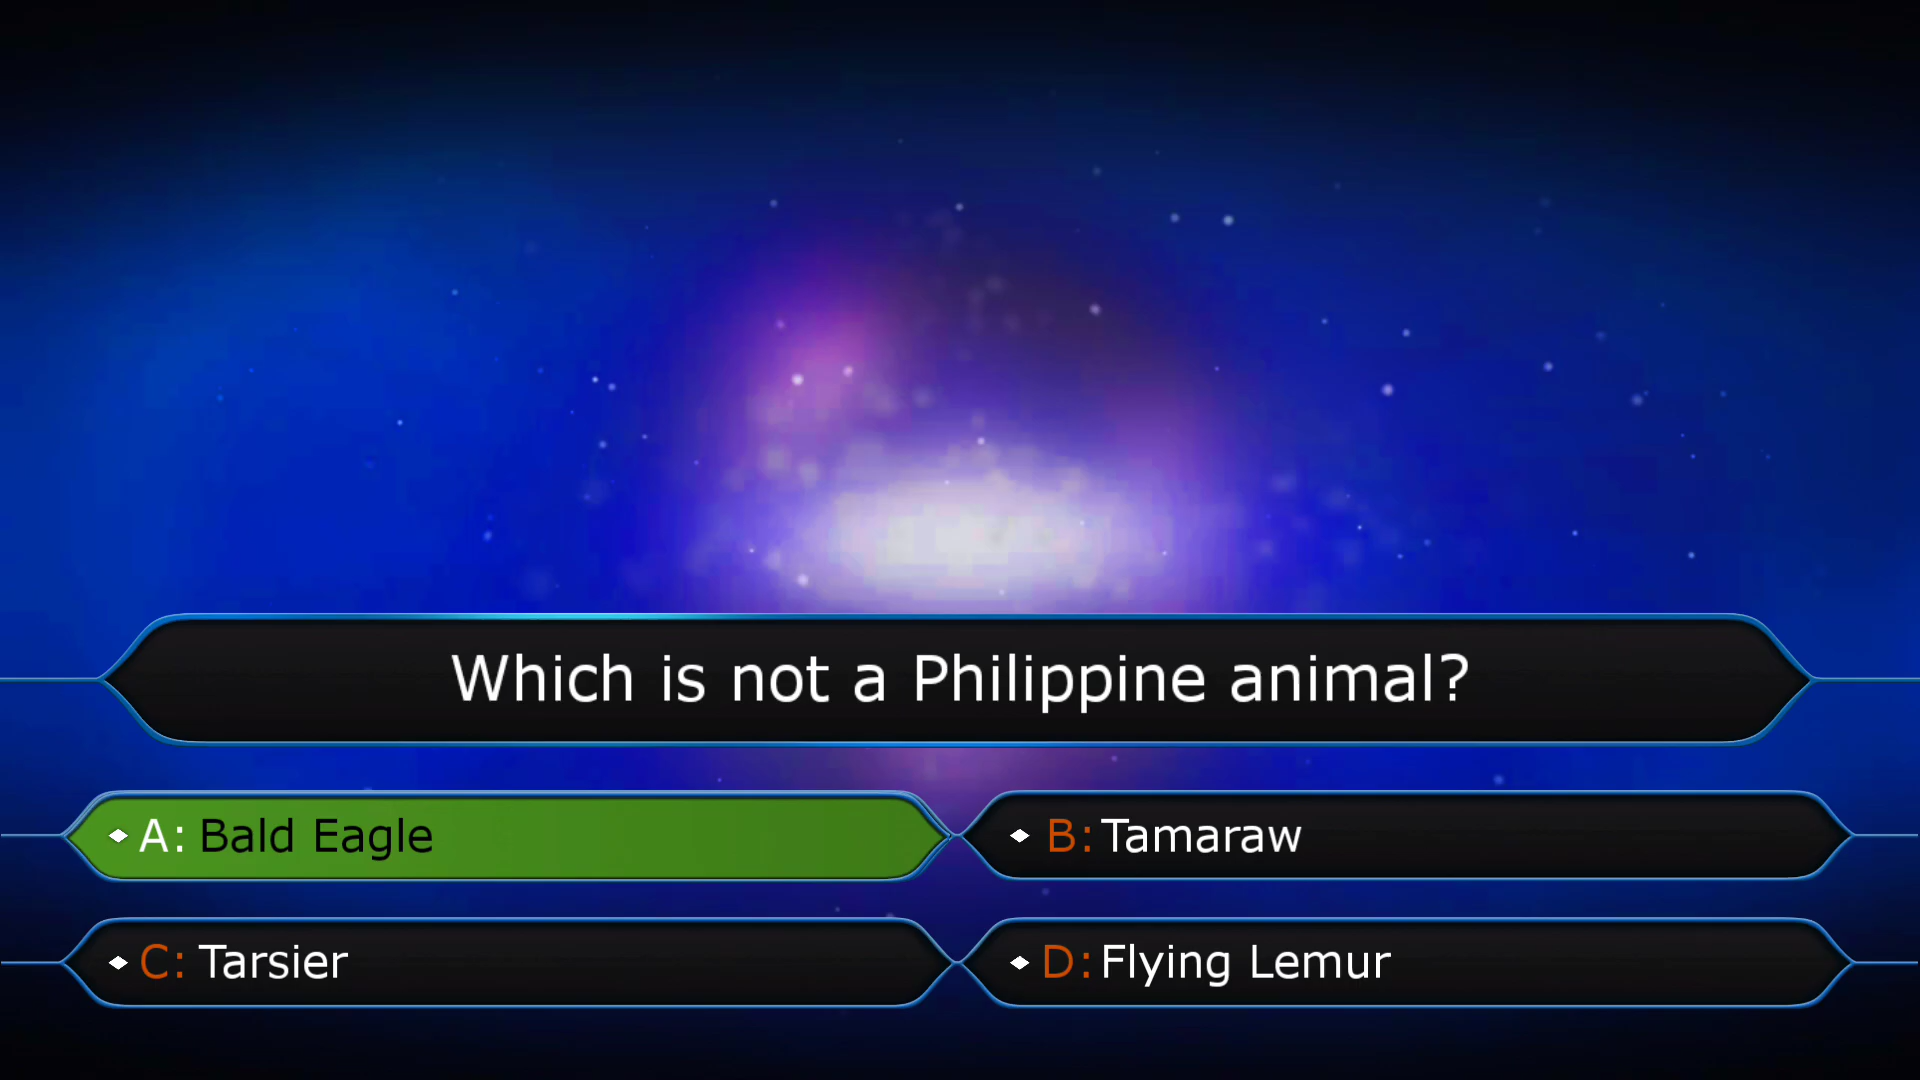 Which is not a Philippine animal?
A: Bald Eagle
B: Tamaraw
C: Tarsier
D: Flying Lemur